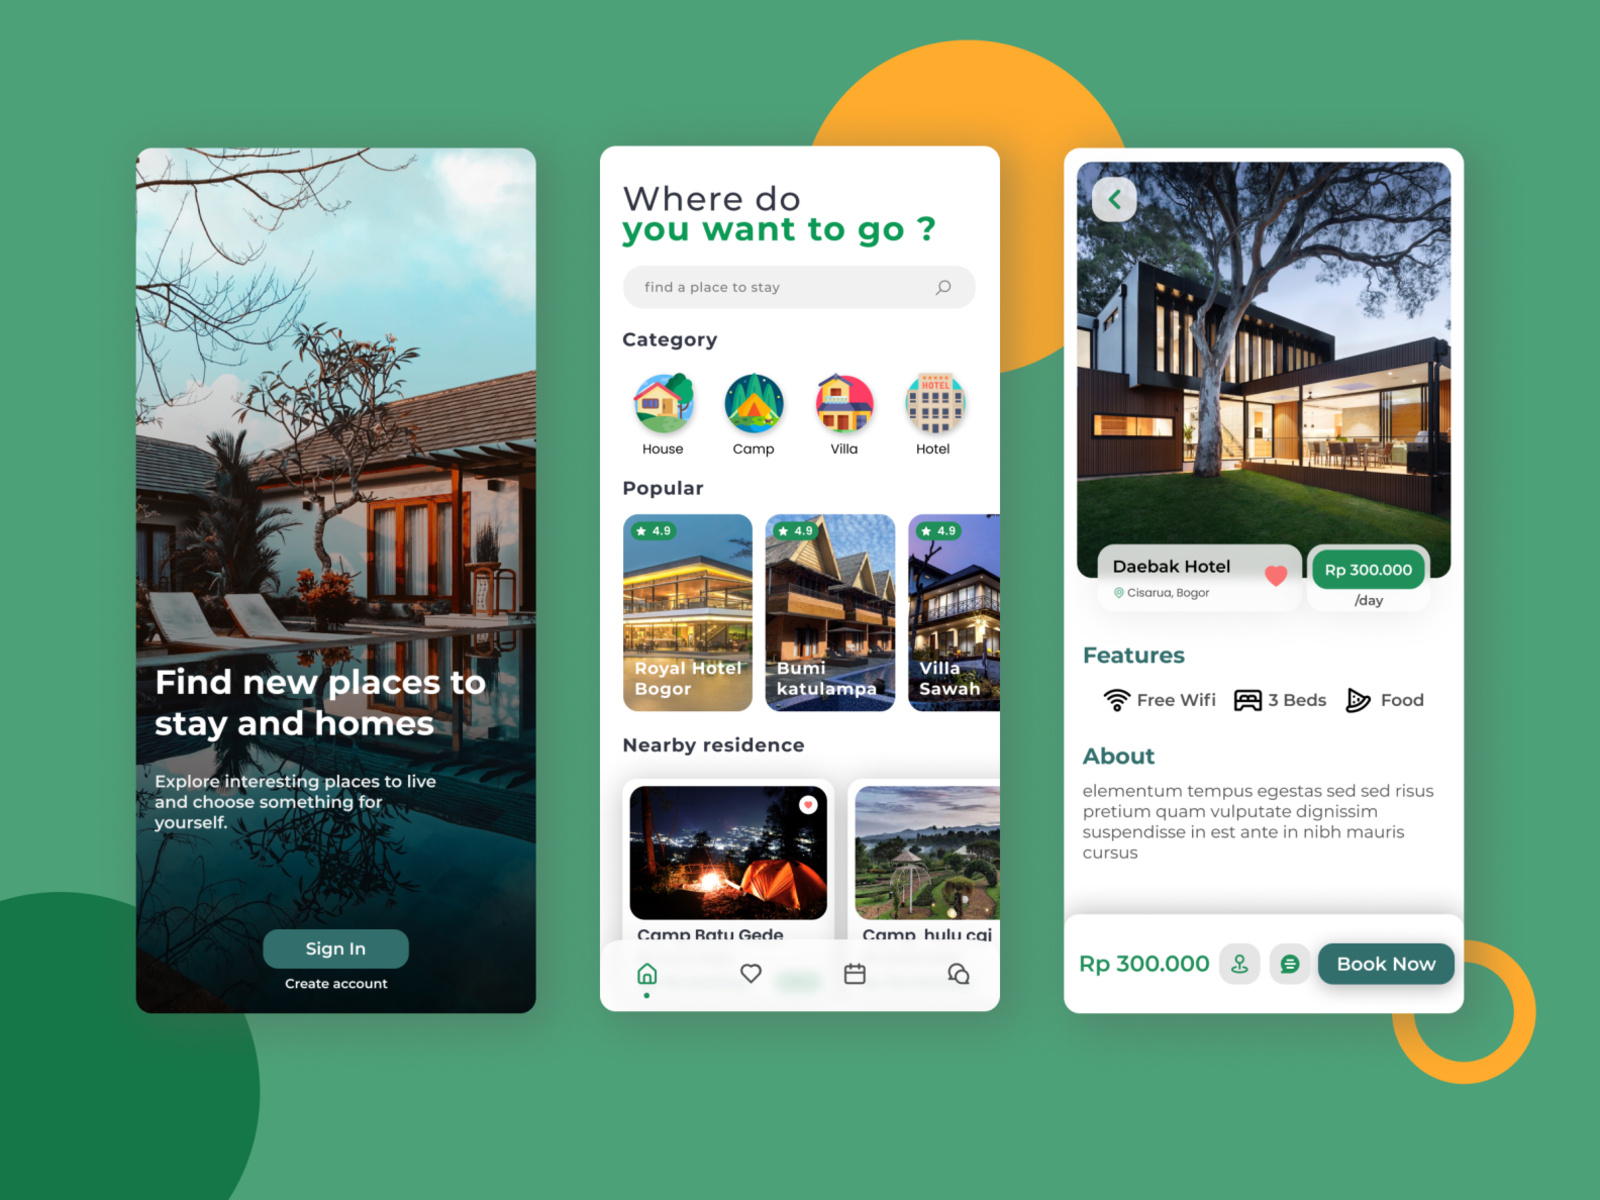 Find new places to
stay and homes
Explore interesting places to live
and choose something for
yourself.
Sign In
Create account
Where do
you want to go ?
find a place to stay
Category
HOTEL
House
Camp
Villa
Hotel
Popular
4.9
4.9
4.9
Royal Hotel
Bogor
Bumi
katulampa
Villa
Sawah
Nearby residence
Camp Batu Gede
Camp hulu cai
Daebak Hotel
Cisarua, Bogor
Rp 300.000
/day
Features
Free Wifi
3 Beds
Food
About
elementum tempus egestas sed sed risus
pretium quam vulputate dignissim
suspendisse in est ante in nibh mauris
cursus
Rp 300.000
Book Now